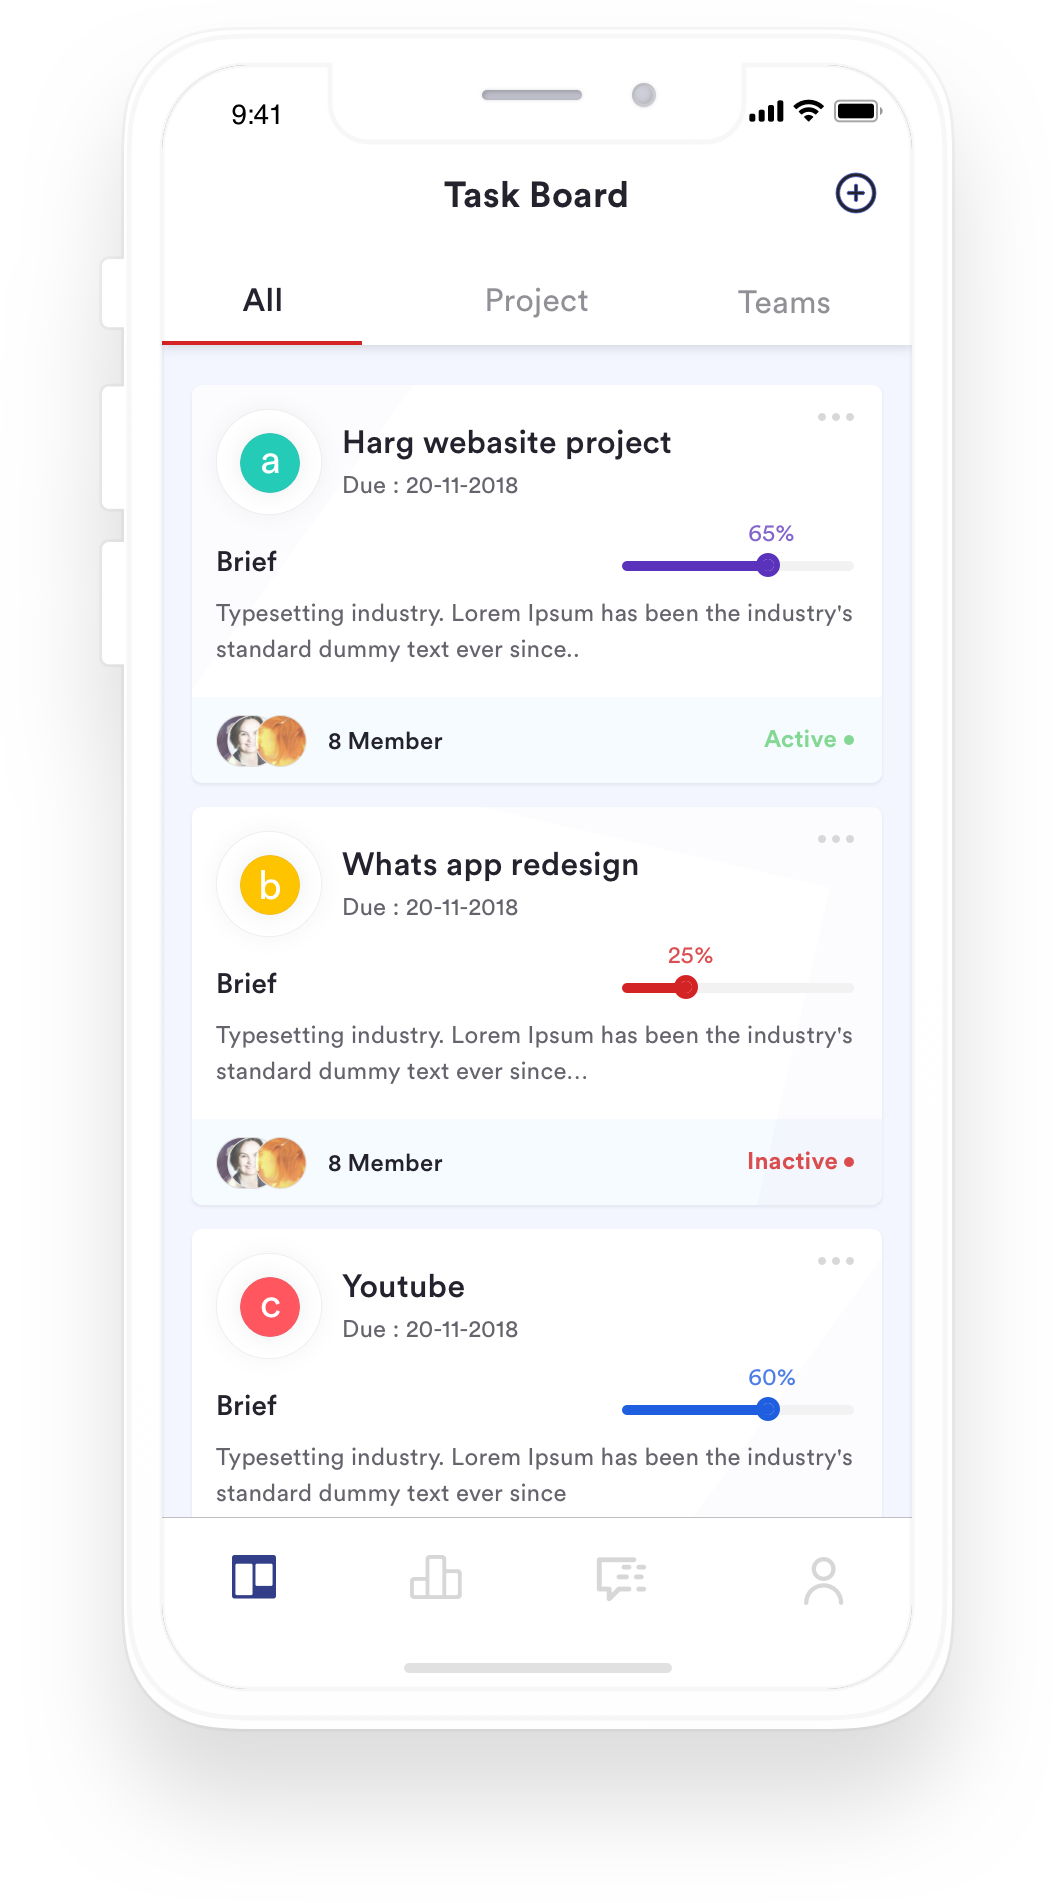 9:41
Task Board
All Project Teams
a
Harg webasite project
Due : 20-11-2018
65%
Brief
Typesetting industry. Lorem Ipsum has been the industry's
standard dummy text ever since..
8 Member Active
b
Whats app redesign
Due : 20-11-2018
25%
Brief
Typesetting industry. Lorem Ipsum has been the industry's
standard dummy text ever since...
8 Member Inactive
c
Youtube
Due : 20-11-2018
60%
Brief
Typesetting industry. Lorem Ipsum has been the industry's
standard dummy text ever since